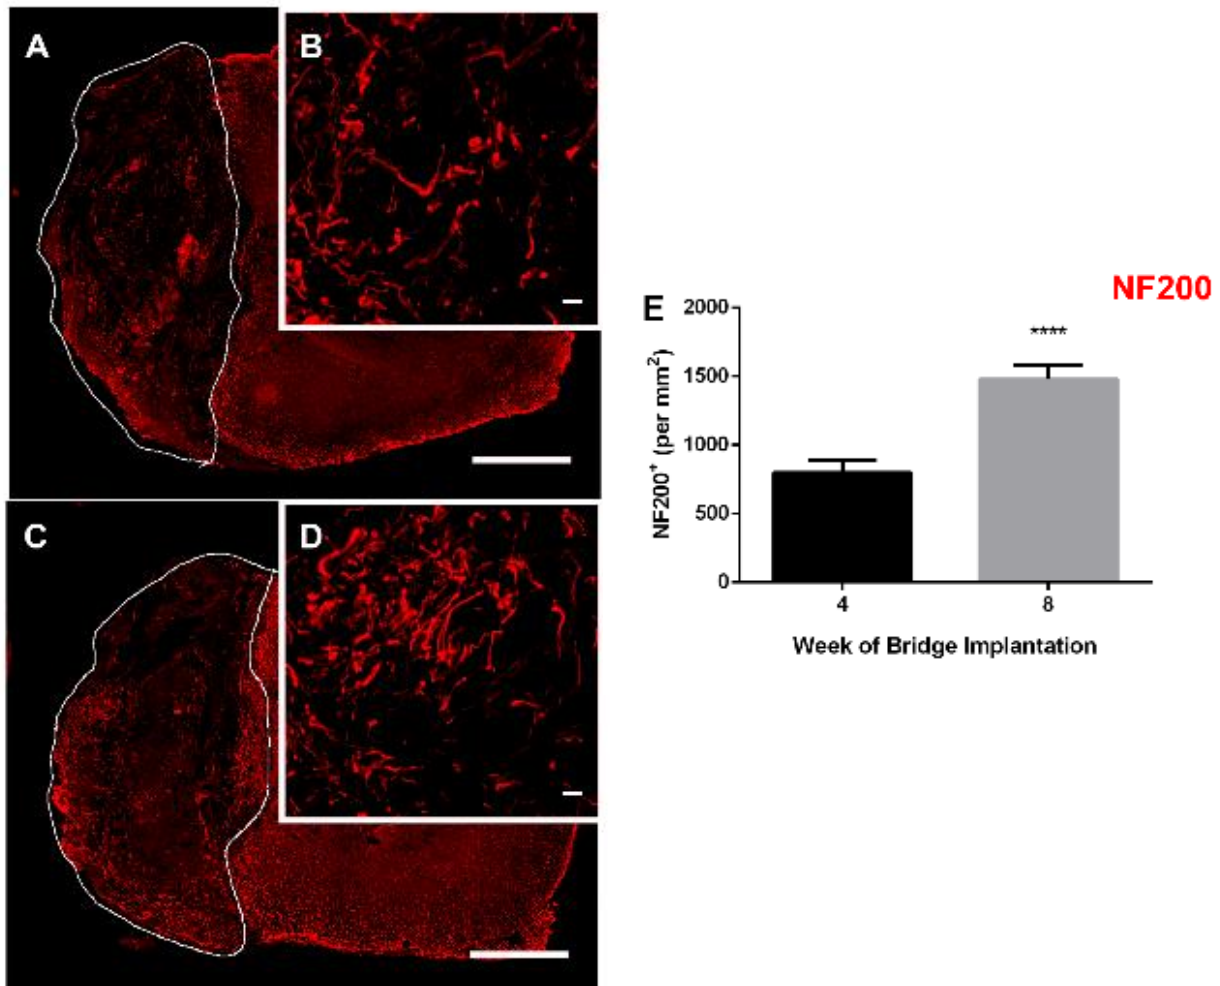 A
B
C
D
NF200
E
NF200⁺ (per mm²)
2000
1500
1000
500
0
****
4
8
Week of Bridge Implantation